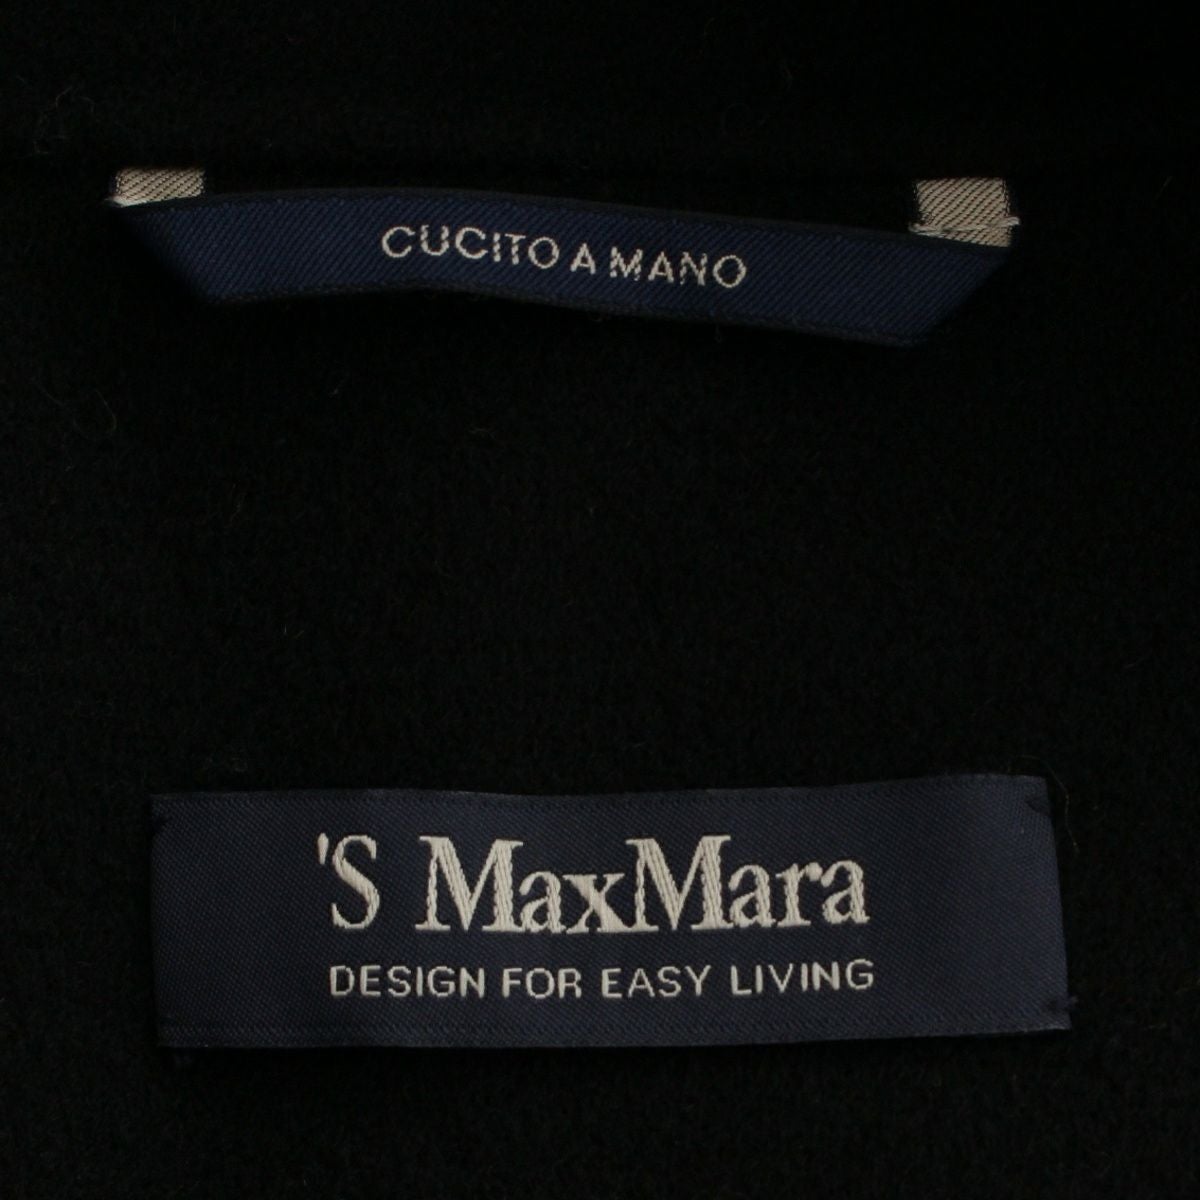 CUCITO A MANO
'S MaxMara
DESIGN FOR EASY LIVING